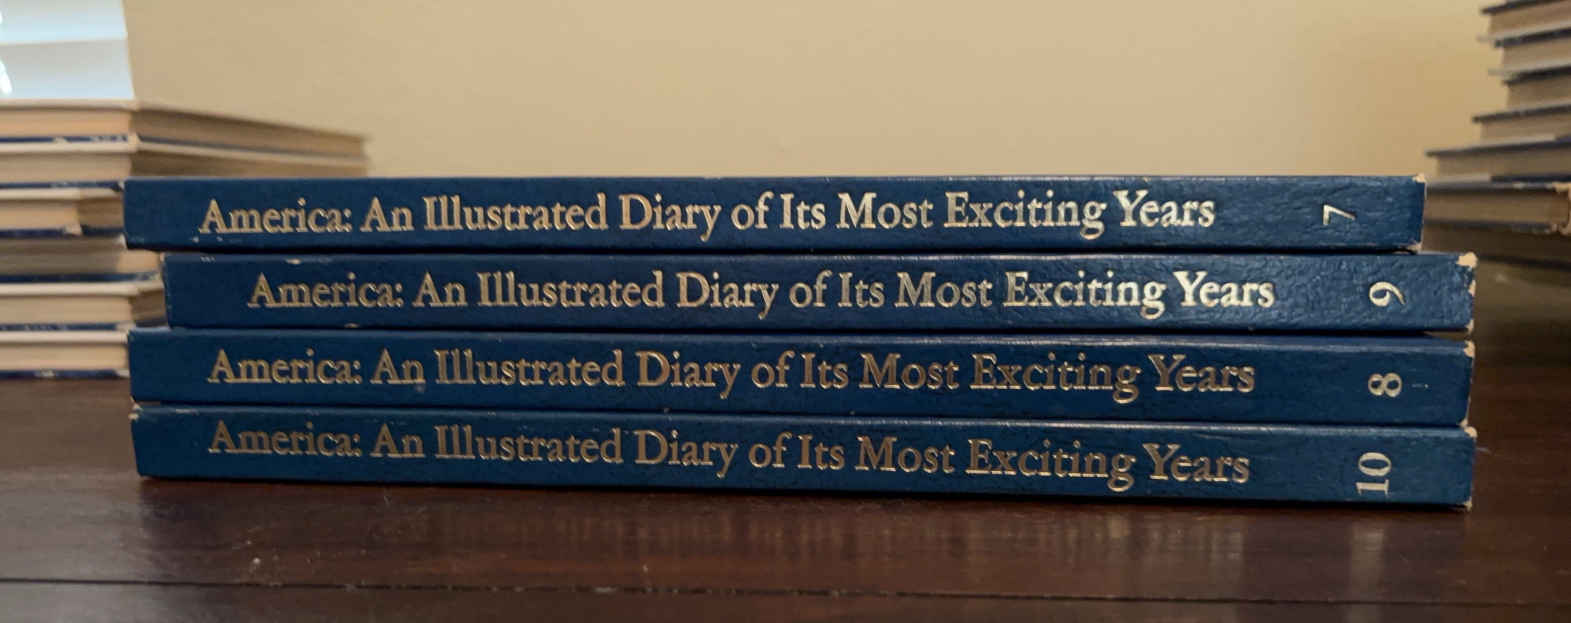 America: An Illustrated Diary of Its Most Exciting Years 7
America: An Illustrated Diary of Its Most Exciting Years 9
America: An Illustrated Diary of Its Most Exciting Years 8
America: An Illustrated Diary of Its Most Exciting Years 10